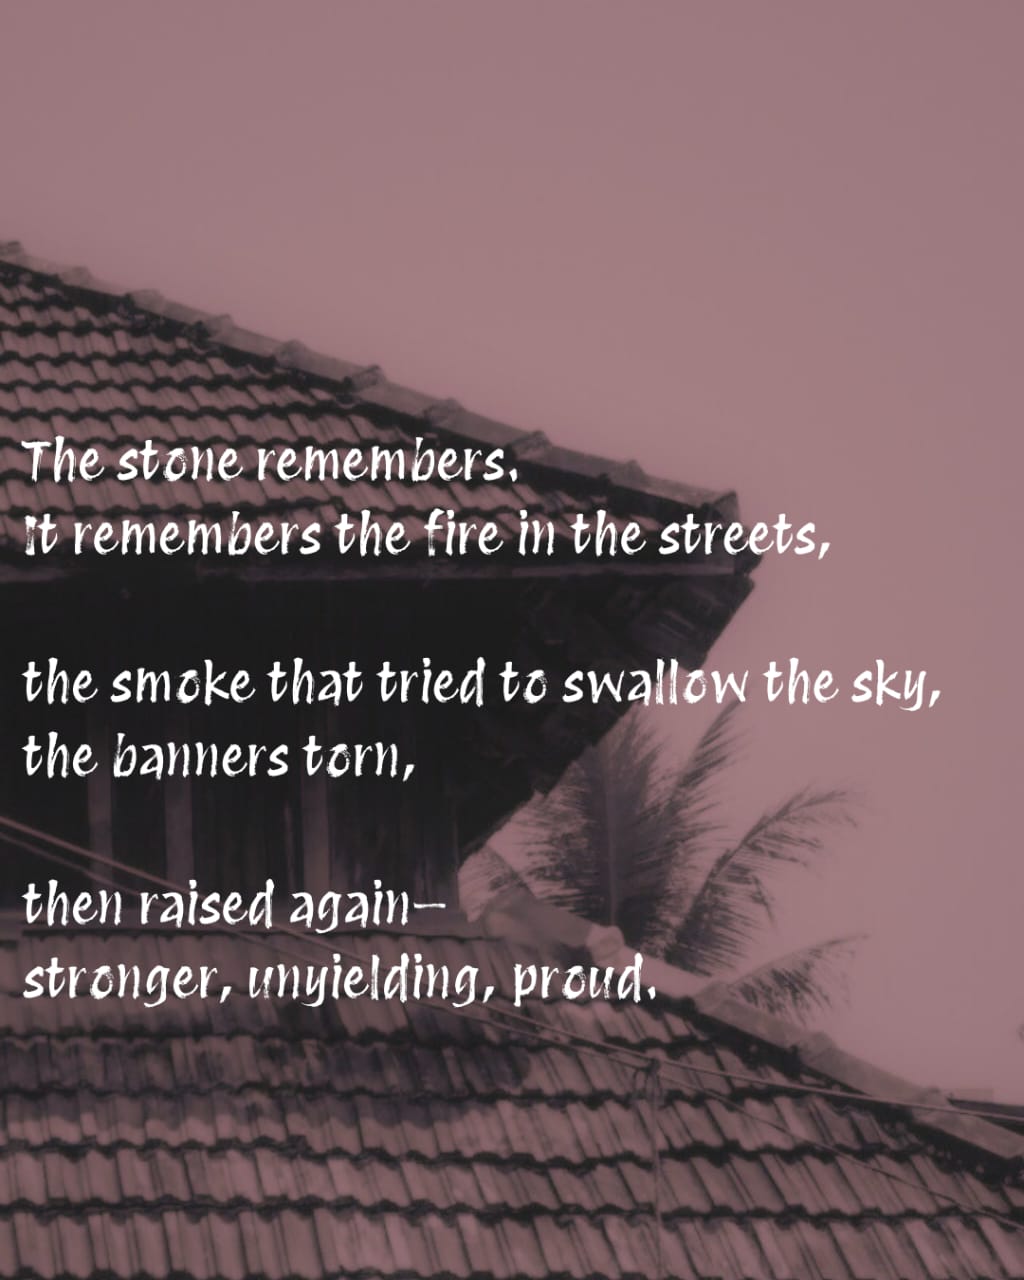 The stone remembers.
It remembers the fire in the streets,
the smoke that tried to swallow the sky,
the banners torn,
then raised again—
stronger, unyielding, proud.